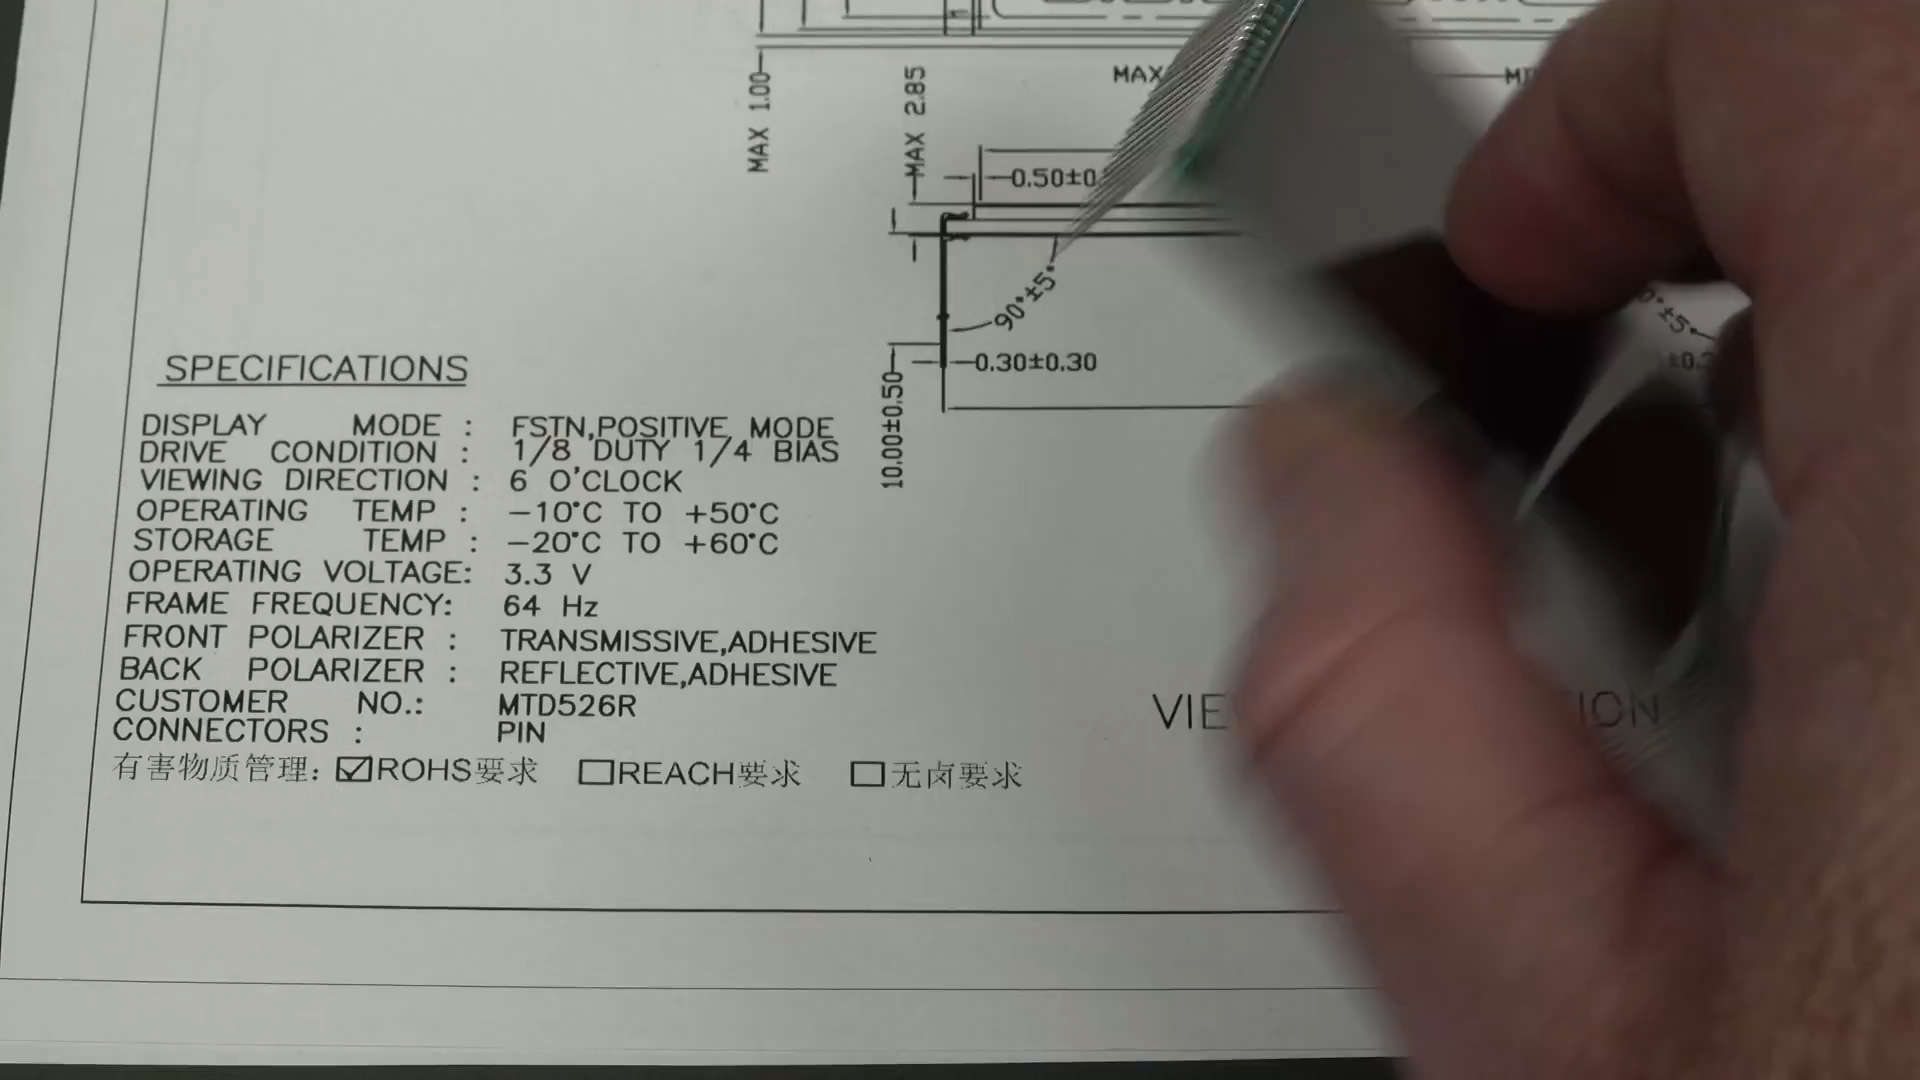 MAX 1.00
MAX 2.85
MAX
0.50±0
90°±5°
0.30±0.30
10.00±0.50
SPECIFICATIONS
DISPLAY MODE : FSTN,POSITIVE MODE
DRIVE CONDITION : 1/8 DUTY 1/4 BIAS
VIEWING DIRECTION : 6 O'CLOCK
OPERATING TEMP : -10°C TO +50°C
STORAGE TEMP : -20°C TO +60°C
OPERATING VOLTAGE: 3.3 V
FRAME FREQUENCY: 64 Hz
FRONT POLARIZER : TRANSMISSIVE,ADHESIVE
BACK POLARIZER : REFLECTIVE,ADHESIVE
CUSTOMER NO.: MTD526R
CONNECTORS : PIN
有害物质管理: ☑ROHS要求 ☐REACH要求 ☐无卤要求